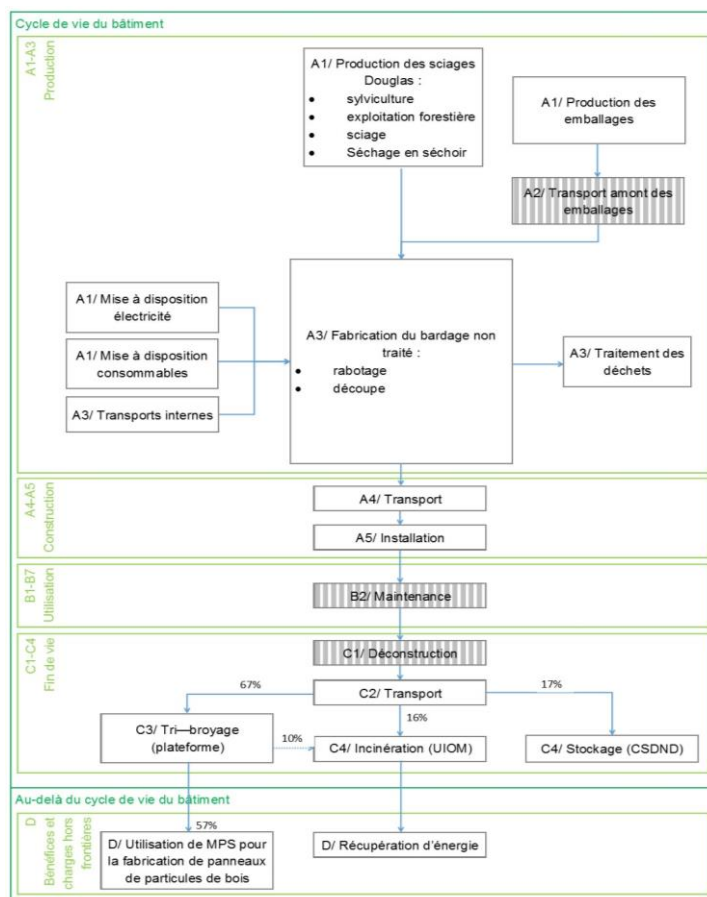 Cycle de vie du bâtiment
A1-A3
Production
A1/ Production des sciages
Douglas :
• sylviculture
• exploitation forestière
• sciage
• Séchage en séchoir
A1/ Production des
emballages
A2/ Transport amont des
emballages
A1/ Mise à disposition
électricité
A1/ Mise à disposition
consommables
A3/ Transports internes
A3/ Fabrication du bardage non
traité :
• rabotage
• découpe
A3/ Traitement des
déchets
A4-A5
Construction
A4/ Transport
A5/ Installation
B1-B7
Utilisation
B2/ Maintenance
C1-C4
Fin de vie
C1/ Déconstruction
67%
C2/ Transport
17%
16%
C3/ Tri—broyage
(plateforme)
10%
C4/ Incinération (UIOM)
C4/ Stockage (CSDND)
Au-delà du cycle de vie du bâtiment
D
Bénéfices et
charges hors
frontières
57%
D/ Utilisation de MPS pour
la fabrication de panneaux
de particules de bois
D/ Récupération d'énergie